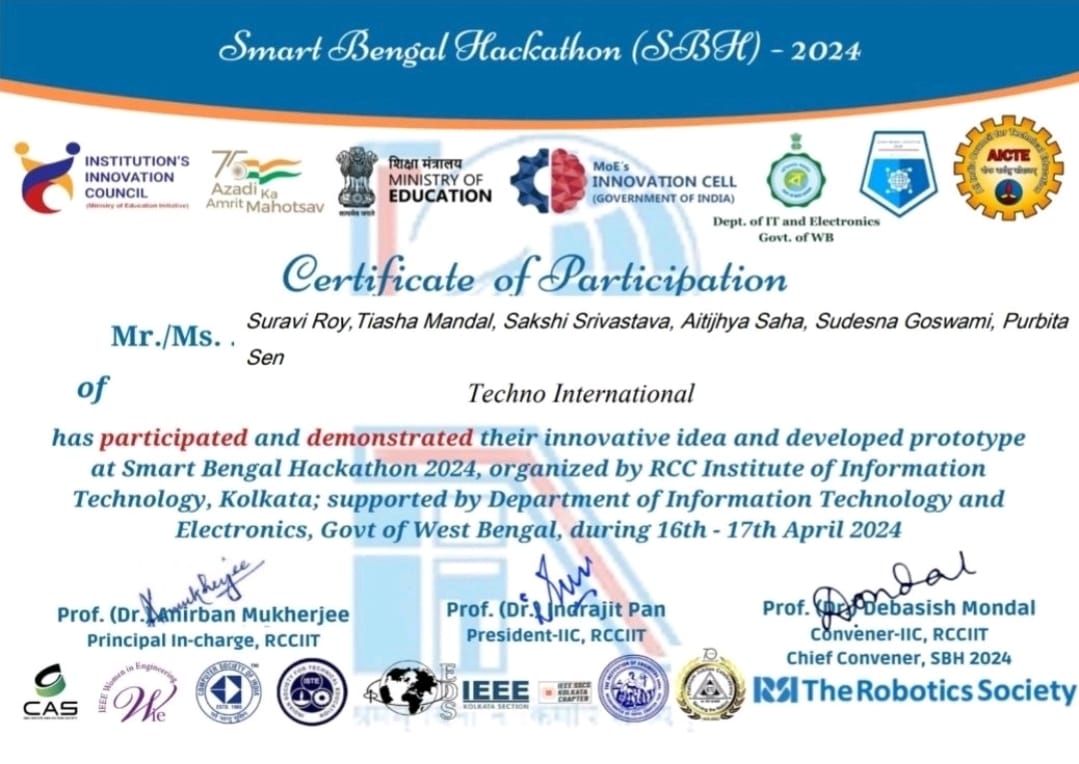 Smart Bengal Hackathon (SBH) - 2024
INSTITUTION'S
INNOVATION
COUNCIL
(Ministry of Education Initiative)
75
Azadi Ka
Amrit Mahotsav
सत्यमेव जयते
शिक्षा मंत्रालय
MINISTRY OF
EDUCATION
MoE's
INNOVATION CELL
(GOVERNMENT OF INDIA)
Dept. of IT and Electronics
Govt. of WB
AICTE
Certificate of Participation
Mr./Ms. .
Suravi Roy,Tiasha Mandal, Sakshi Srivastava, Aitijhya Saha, Sudesna Goswami, Purbita
Sen
of
Techno International
has participated and demonstrated their innovative idea and developed prototype
at Smart Bengal Hackathon 2024, organized by RCC Institute of Information
Technology, Kolkata; supported by Department of Information Technology and
Electronics, Govt of West Bengal, during 16th - 17th April 2024
Prof. (Dr.) Anirban Mukherjee
Principal In-charge, RCCIIT
Prof. (Dr.) Indrajit Pan
President-IIC, RCCIIT
Prof. (Dr.) Debasish Mondal
Convener-IIC, RCCIIT
Chief Convener, SBH 2024
CAS
IEEE Women in Engineering
Wie
COMPUTER SOCIETY OF INDIA
ESTD. 1965
ISTE
EDS
IEEE
KOLKATA SECTION
IEEE SSCS
KOLKATA
CHAPTER
RSI The Robotics Society